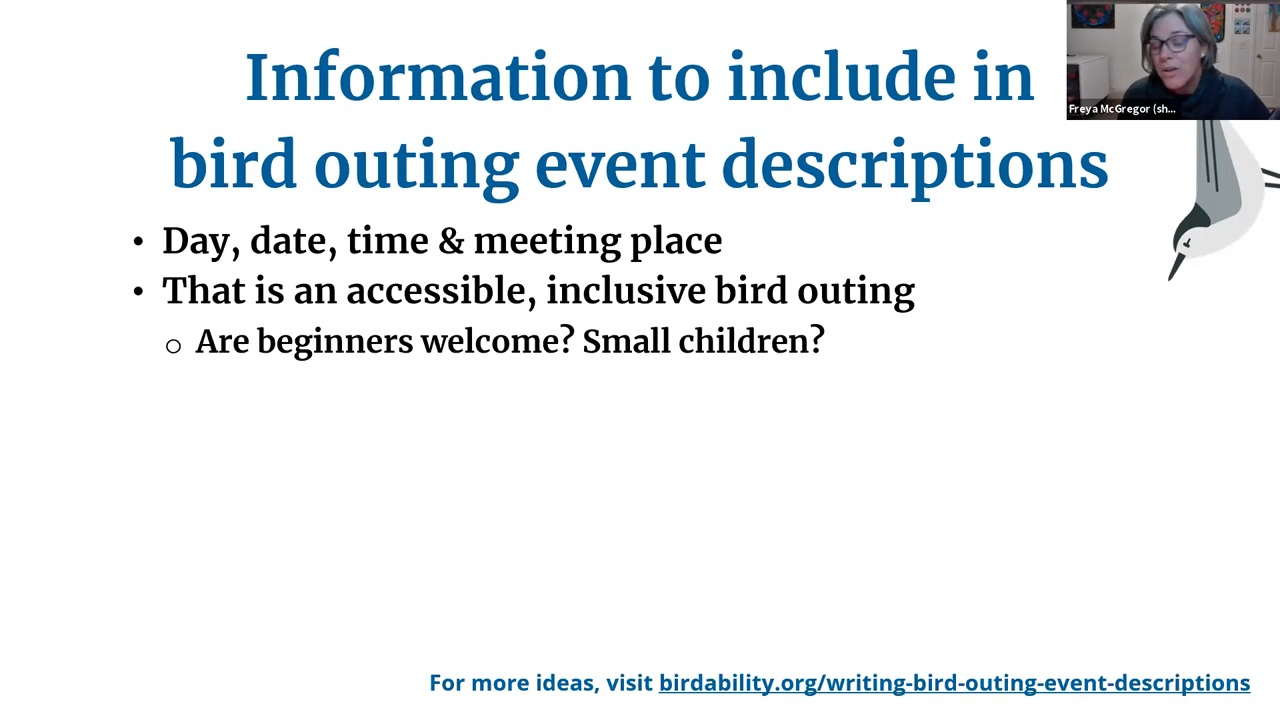 Information to include in
bird outing event descriptions
Freya McGregor (sh...
• Day, date, time & meeting place
• That is an accessible, inclusive bird outing
o Are beginners welcome? Small children?
For more ideas, visit birdability.org/writing-bird-outing-event-descriptions